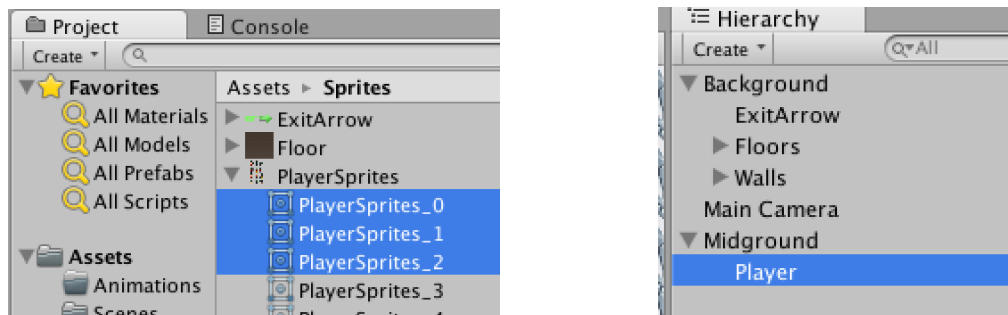 Project
Console
Create
Favorites
All Materials
All Models
All Prefabs
All Scripts
Assets
Animations
Scenes
Assets ▸ Sprites
ExitArrow
Floor
PlayerSprites
PlayerSprites_0
PlayerSprites_1
PlayerSprites_2
PlayerSprites_3
Hierarchy
Create
All
Background
ExitArrow
Floors
Walls
Main Camera
Midground
Player